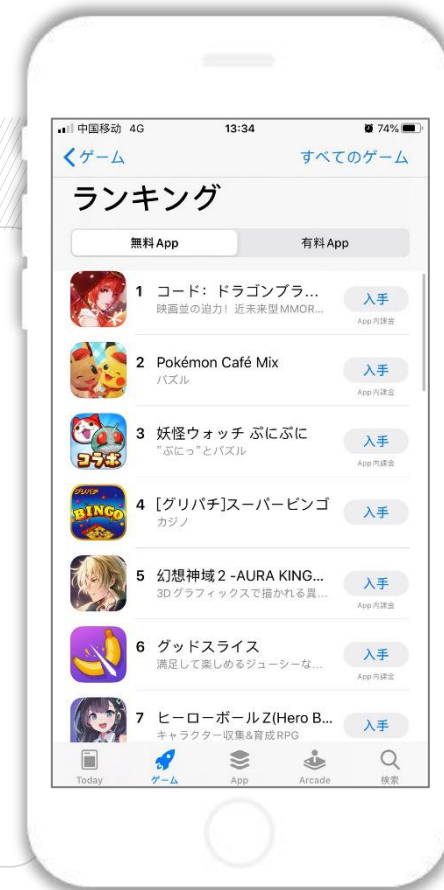 中国移动 4G 13:34 74%
ゲーム すべてのゲーム
ランキング
無料App 有料App
1 コード：ドラゴンブラ...
映画並の迫力！近未来型MMOR...
入手
App内課金
2 Pokémon Café Mix
パズル
入手
App内課金
3 妖怪ウォッチ ぷにぷに
"ぷにっ"とパズル
入手
App内課金
コラボ
4 [グリパチ]スーパービンゴ
カジノ
入手
グリパチ
BINGO
5 幻想神域2 -AURA KING...
3Dグラフィックスで描かれる異...
入手
App内課金
6 グッドスライス
満足して楽しめるジューシーな...
入手
App内課金
7 ヒーローボールZ(Hero B...
キャラクター収集&育成RPG
入手
Today ゲーム App Arcade 検索